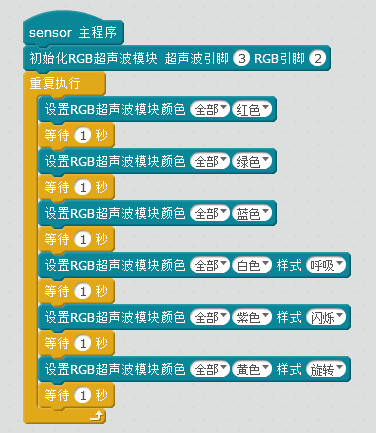 sensor 主程序
初始化RGB超声波模块 超声波引脚 3 RGB引脚 2
重复执行
设置RGB超声波模块颜色 全部 红色
等待 1 秒
设置RGB超声波模块颜色 全部 绿色
等待 1 秒
设置RGB超声波模块颜色 全部 蓝色
等待 1 秒
设置RGB超声波模块颜色 全部 白色 样式 呼吸
等待 1 秒
设置RGB超声波模块颜色 全部 紫色 样式 闪烁
等待 1 秒
设置RGB超声波模块颜色 全部 黄色 样式 旋转
等待 1 秒